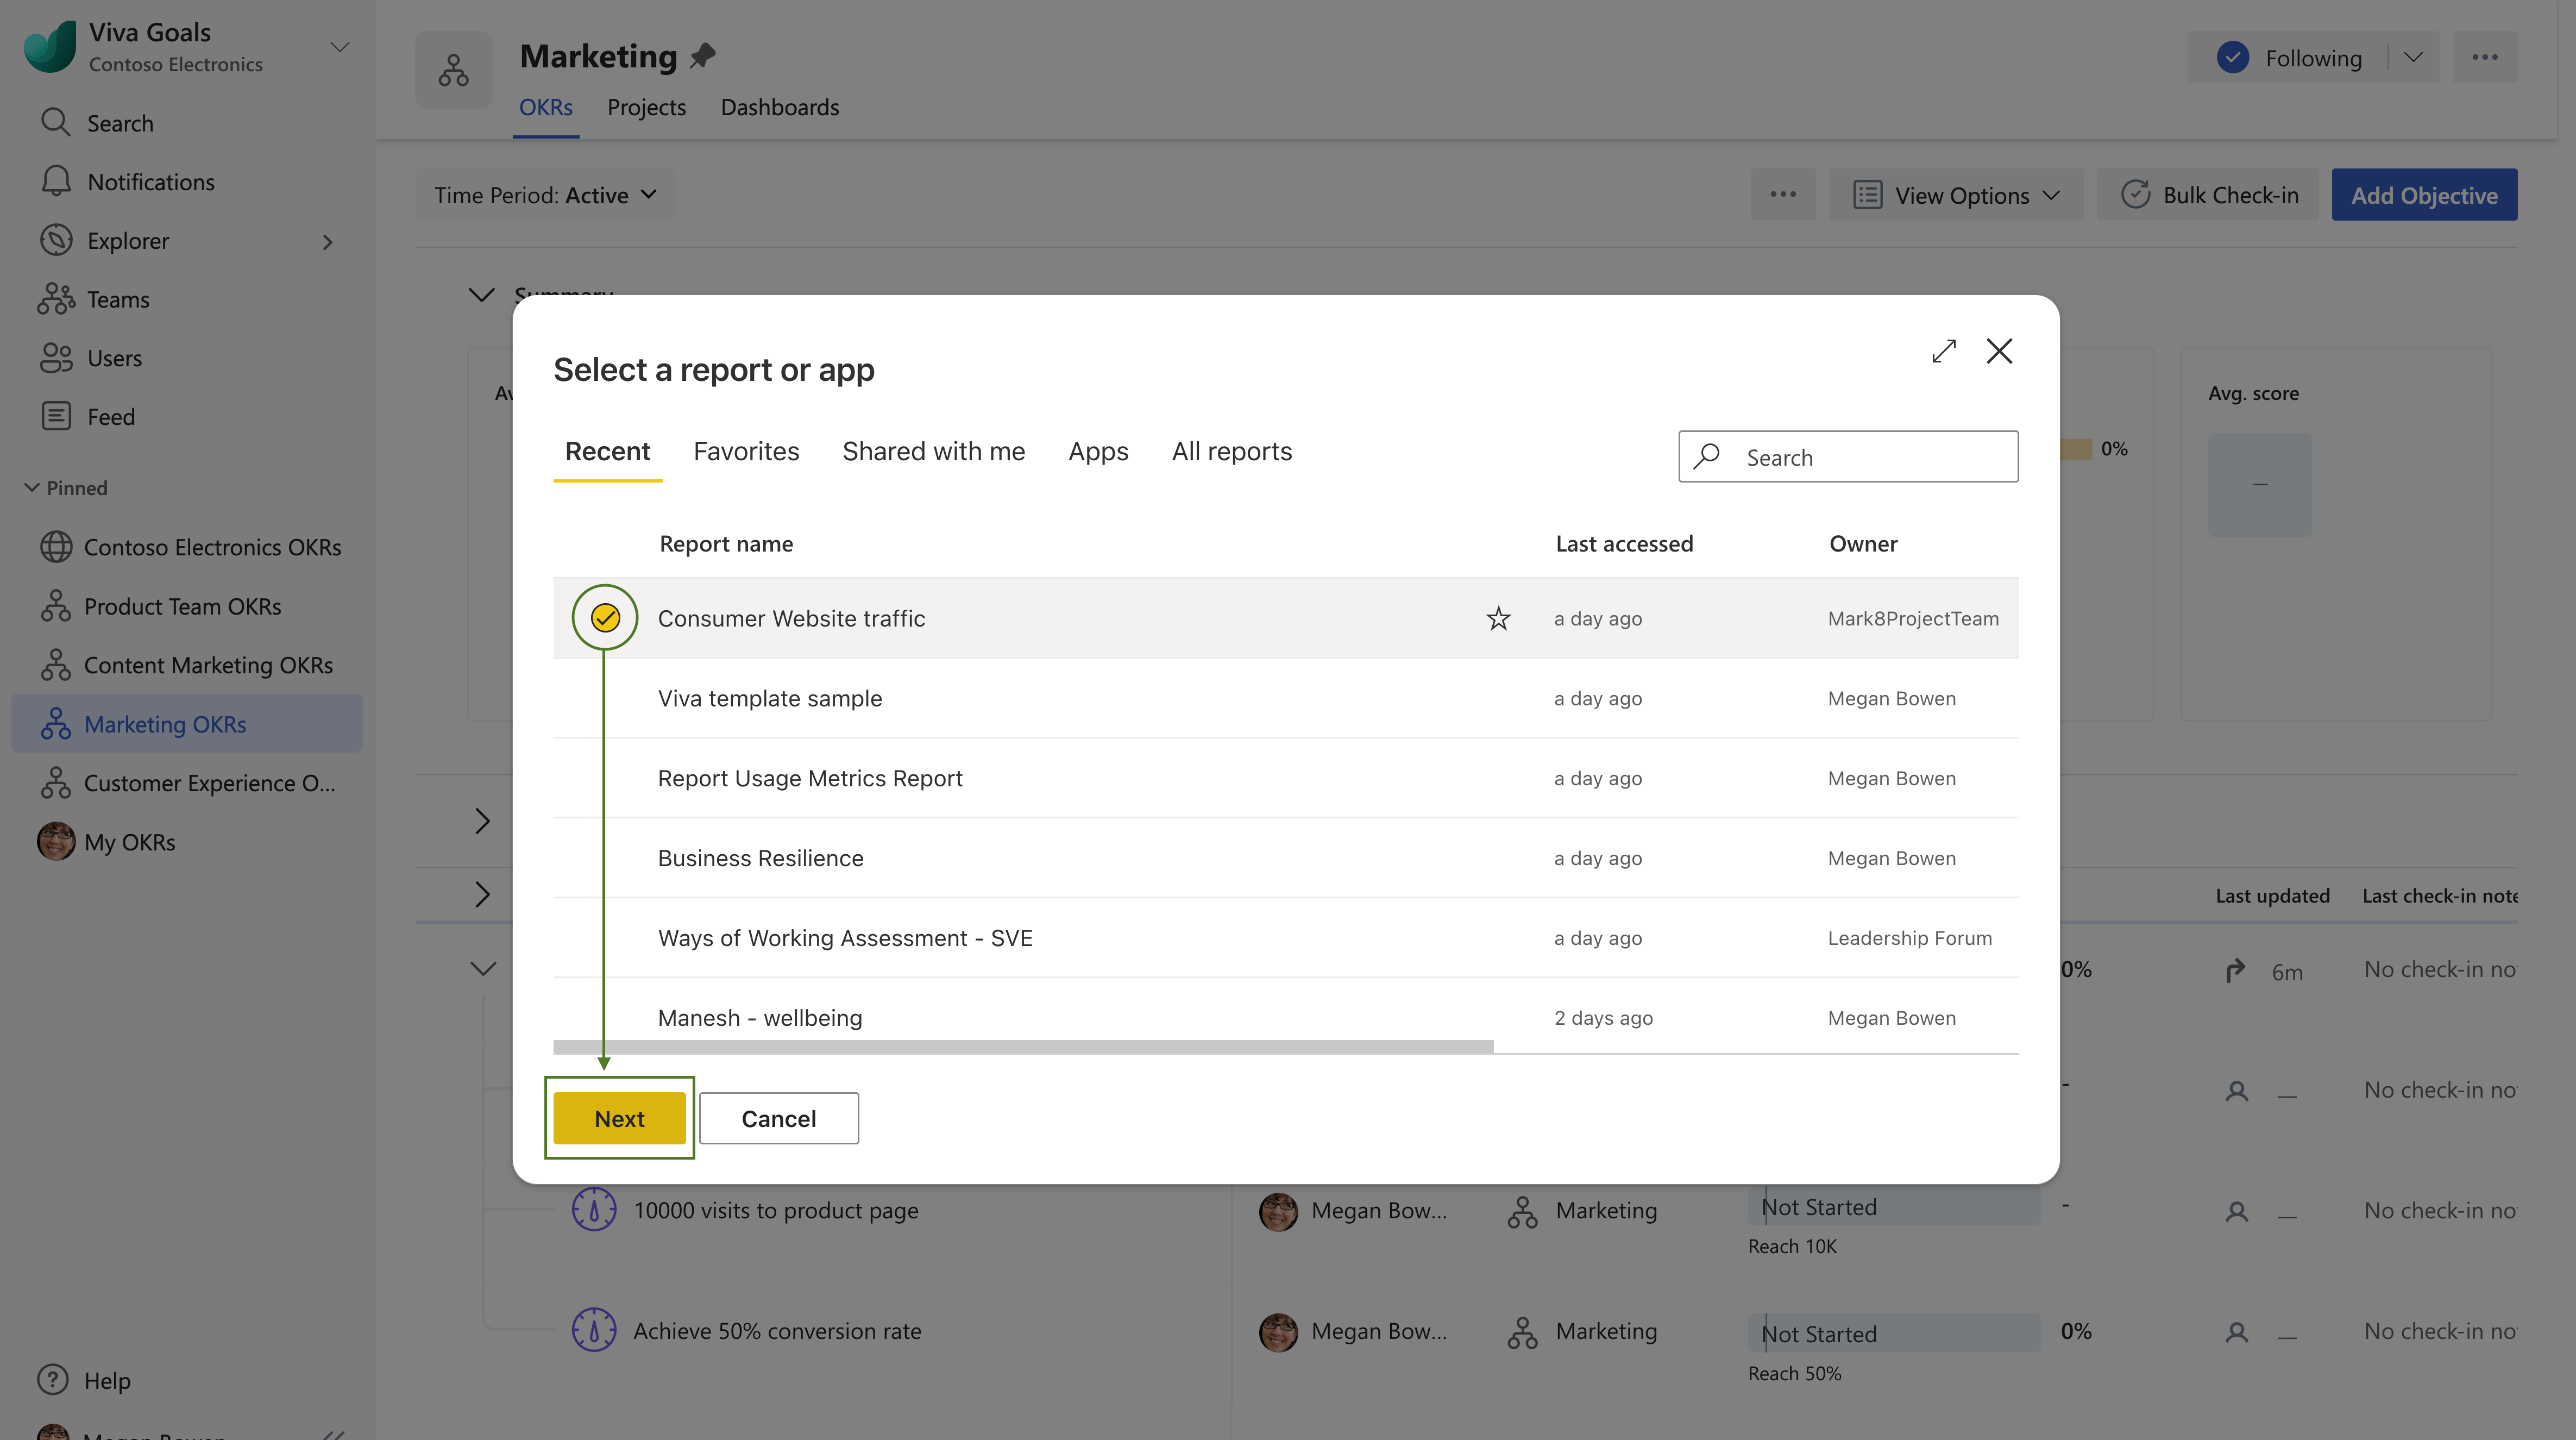 Viva Goals
Contoso Electronics
Search
Notifications
Explorer
Teams
Users
Feed
Pinned
Contoso Electronics OKRs
Product Team OKRs
Content Marketing OKRs
Marketing OKRs
Customer Experience O...
My OKRs
Help
Megan Bowen
Marketing
OKRs Projects Dashboards
Following
Time Period: Active
View Options
Bulk Check-in
Add Objective
Summary
Select a report or app
Recent Favorites Shared with me Apps All reports
Search
Report name Last accessed Owner
Consumer Website traffic a day ago Mark8ProjectTeam
Viva template sample a day ago Megan Bowen
Report Usage Metrics Report a day ago Megan Bowen
Business Resilience a day ago Megan Bowen
Ways of Working Assessment - SVE a day ago Leadership Forum
Manesh - wellbeing 2 days ago Megan Bowen
Next Cancel
0%
Avg. score
—
Last updated Last check-in note
0% 6m No check-in no
- — No check-in no
10000 visits to product page Megan Bow... Marketing Not Started - — No check-in no
Reach 10K
Achieve 50% conversion rate Megan Bow... Marketing Not Started 0% — No check-in no
Reach 50%